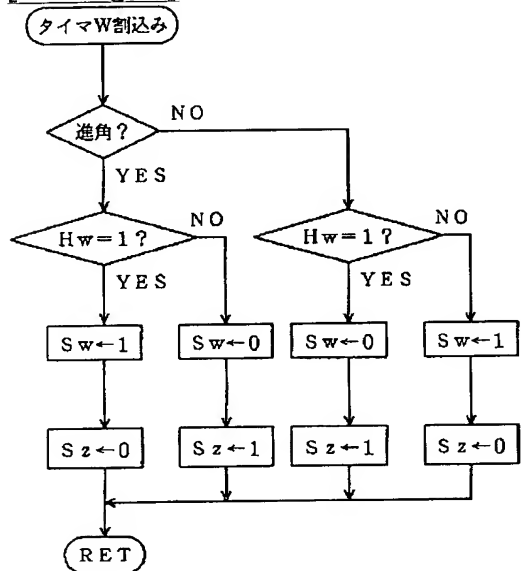 タイマW割込み
進角？
NO
YES
Hw=1？
NO
Hw=1？
NO
YES
YES
Sw←1
Sw←0
Sw←0
Sw←1
Sz←0
Sz←1
Sz←1
Sz←0
RET